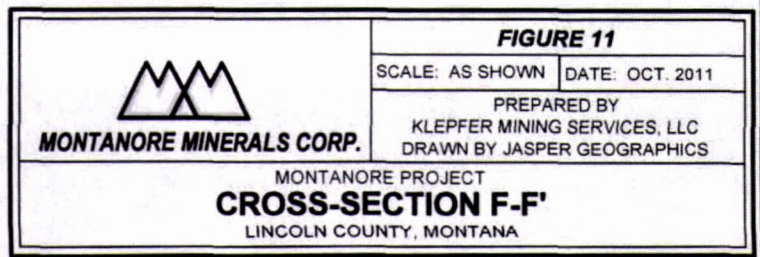 MONTANORE MINERALS CORP.
FIGURE 11
SCALE: AS SHOWN
DATE: OCT. 2011
PREPARED BY
KLEPFER MINING SERVICES, LLC
DRAWN BY JASPER GEOGRAPHICS
MONTANORE PROJECT
CROSS-SECTION F-F'
LINCOLN COUNTY, MONTANA